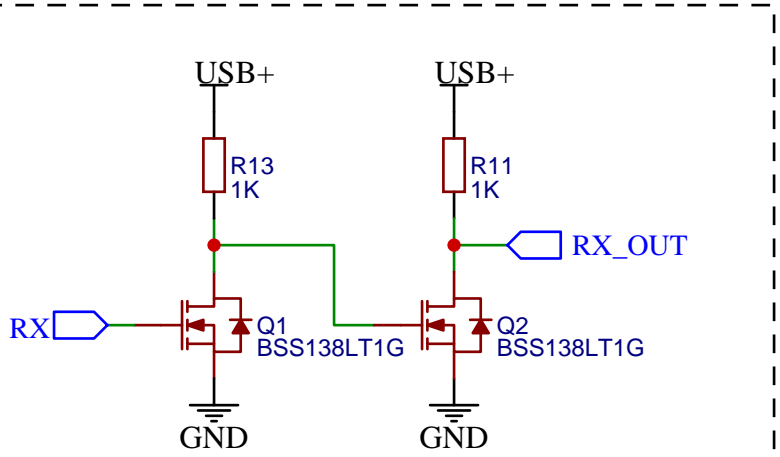 USB+
USB+
R13
1K
R11
1K
RX_OUT
RX
Q1
BSS138LT1G
Q2
BSS138LT1G
GND
GND